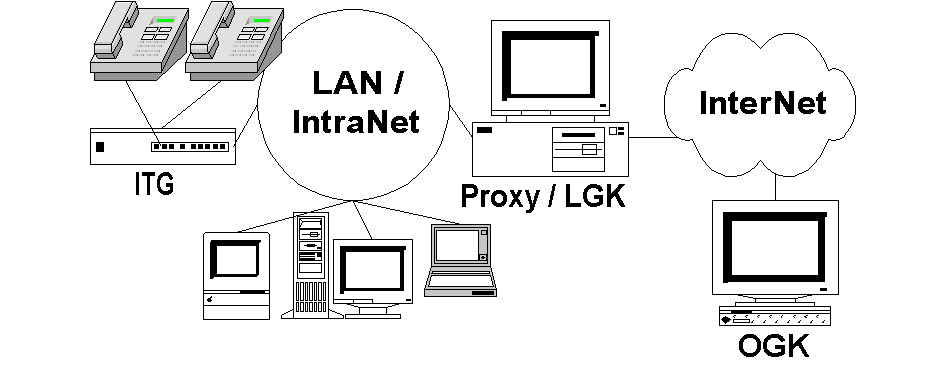 LAN /
IntraNet
InterNet
ITG
Proxy / LGK
OGK